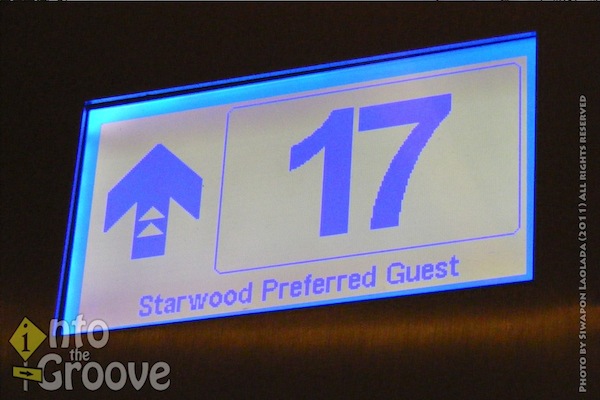 17
Starwood Preferred Guest
into
the
Groove
PHOTO BY SIWAPON LAOLADA (2011) ALL RIGHTS RESERVED